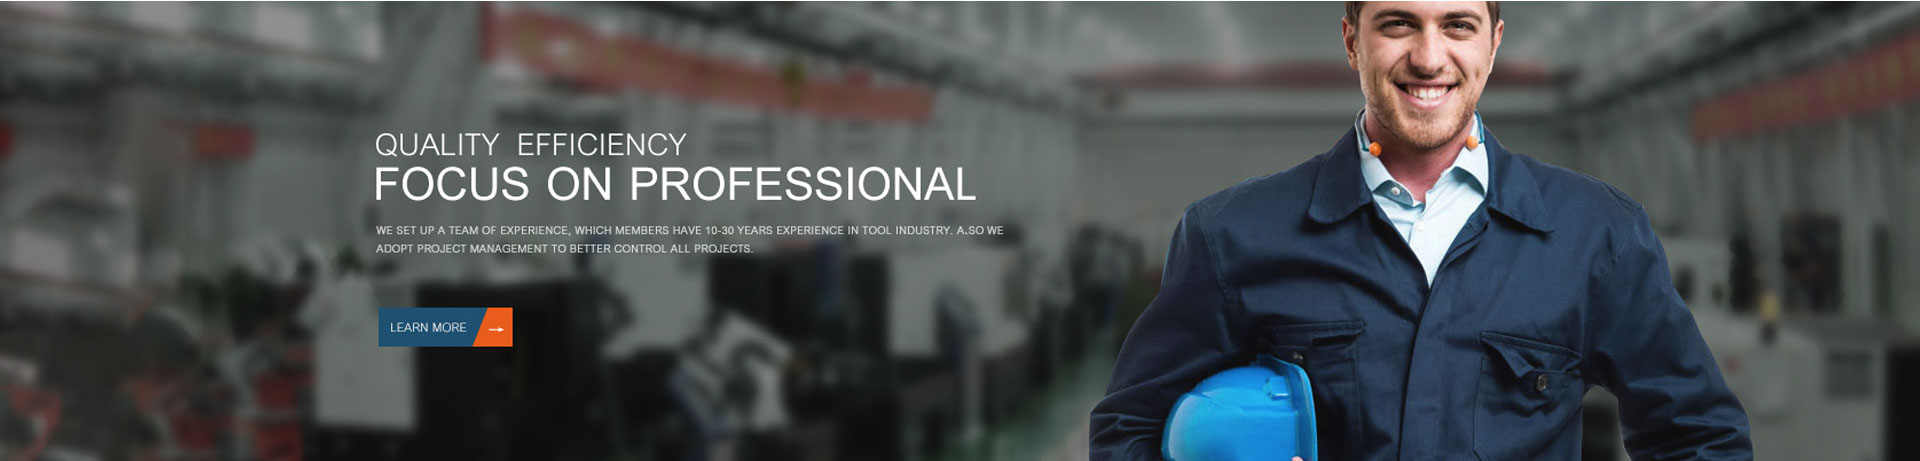 QUALITY EFFICIENCY
FOCUS ON PROFESSIONAL
WE SET UP A TEAM OF EXPERIENCE, WHICH MEMBERS HAVE 10-30 YEARS EXPERIENCE IN TOOL INDUSTRY. A.SO WE
ADOPT PROJECT MANAGEMENT TO BETTER CONTROL ALL PROJECTS.
LEARN MORE